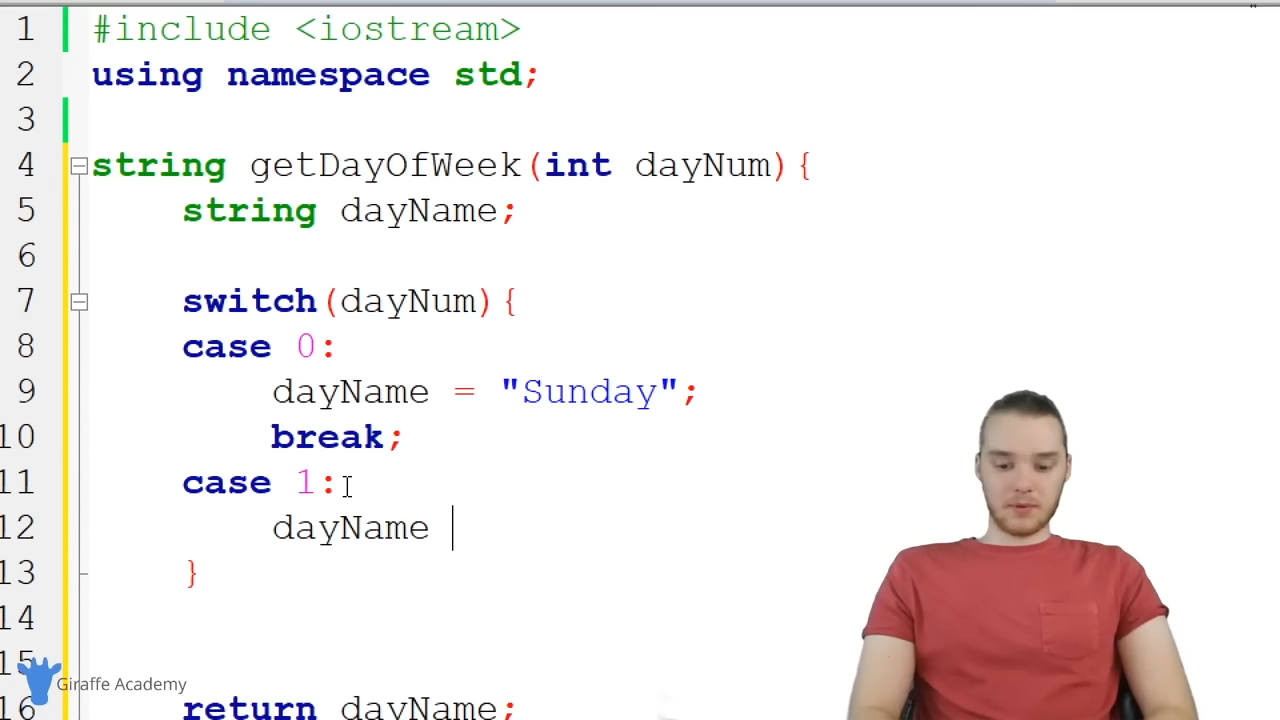 1 #include <iostream>
2 using namespace std;
3
4 string getDayOfWeek(int dayNum){
5 string dayName;
6
7 switch(dayNum){
8 case 0:
9 dayName = "Sunday";
10 break;
11 case 1:
12 dayName
13 }
14
15
Giraffe Academy
16 return dayName;